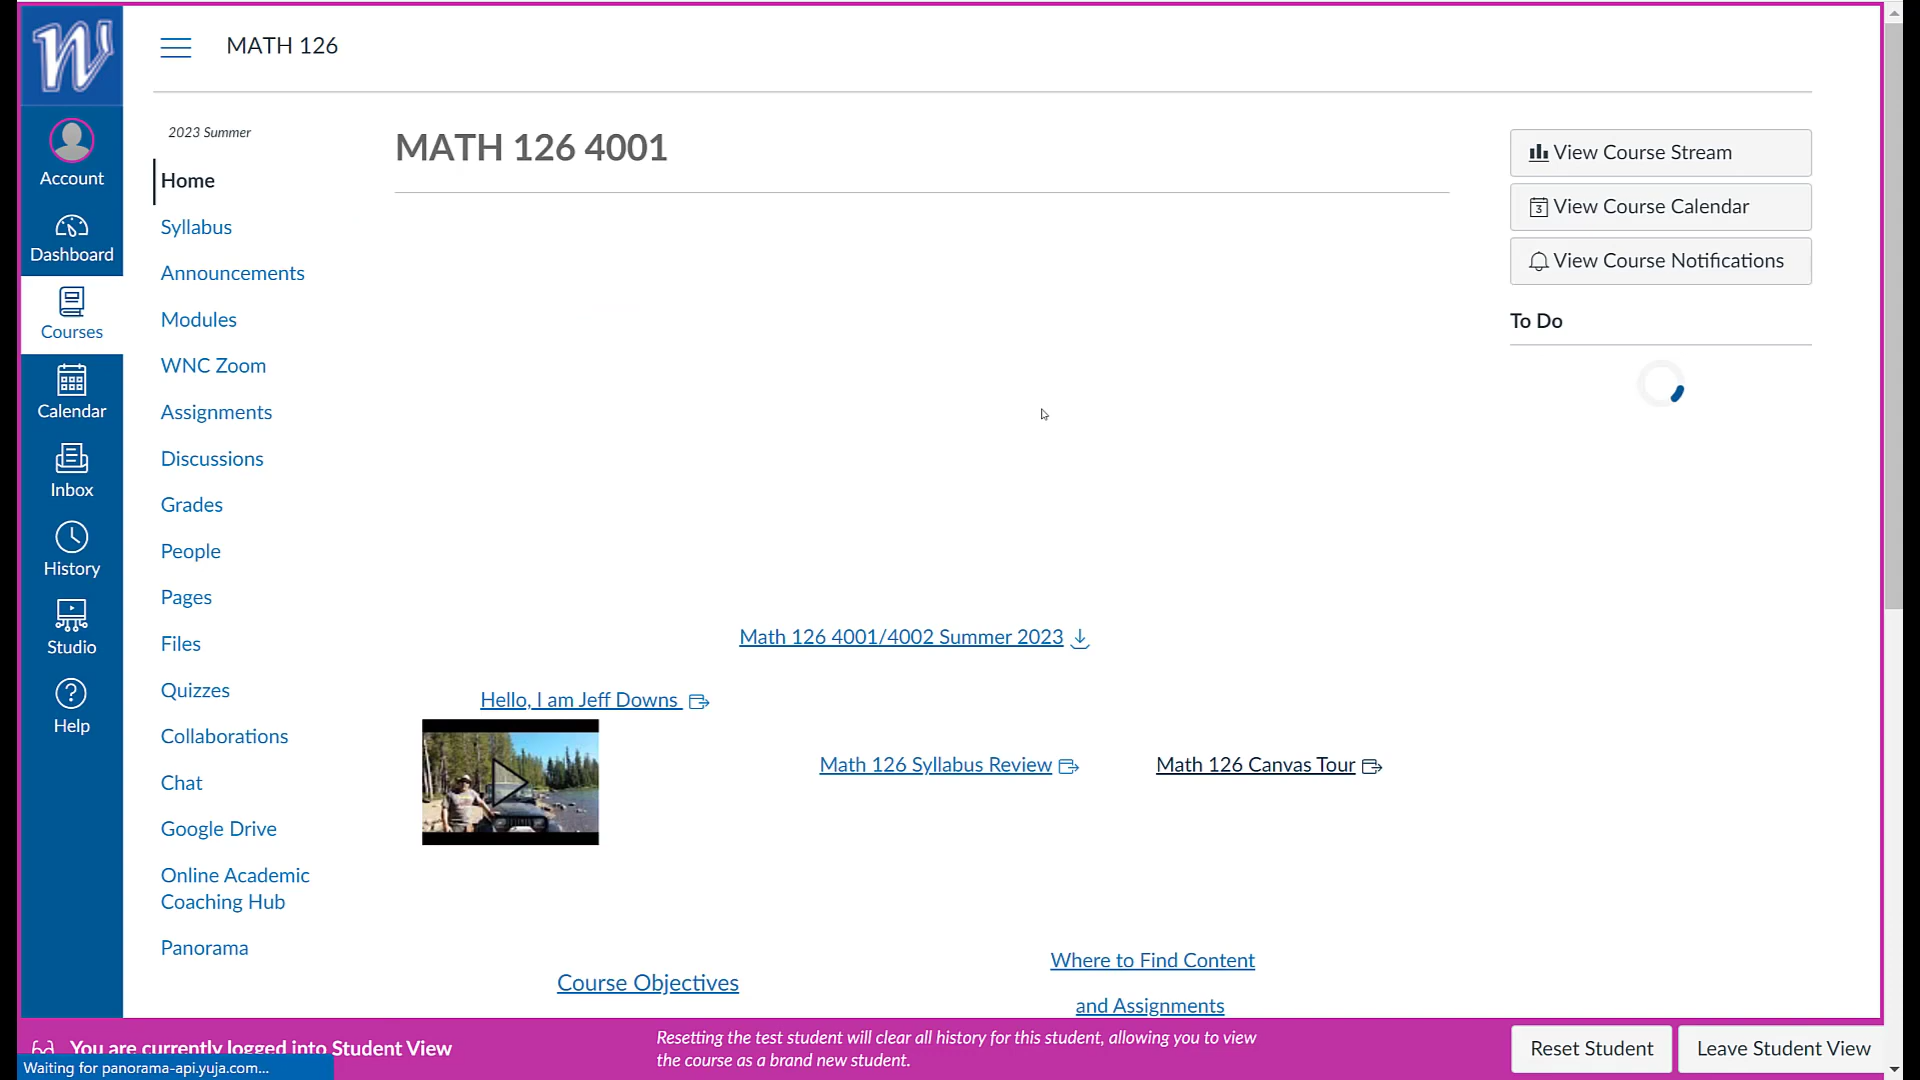 W
MATH 126
Account
Dashboard
Courses
Calendar
Inbox
History
Studio
Help
2023 Summer
Home
Syllabus
Announcements
Modules
WNC Zoom
Assignments
Discussions
Grades
People
Pages
Files
Quizzes
Collaborations
Chat
Google Drive
Online Academic
Coaching Hub
Panorama
MATH 126 4001
Math 126 4001/4002 Summer 2023
Hello, I am Jeff Downs
Math 126 Syllabus Review
Math 126 Canvas Tour
Course Objectives
Where to Find Content
and Assignments
View Course Stream
3 View Course Calendar
View Course Notifications
To Do
You are currently logged into Student View
Waiting for panorama-api.yuja.com...
Resetting the test student will clear all history for this student, allowing you to view
the course as a brand new student.
Reset Student
Leave Student View